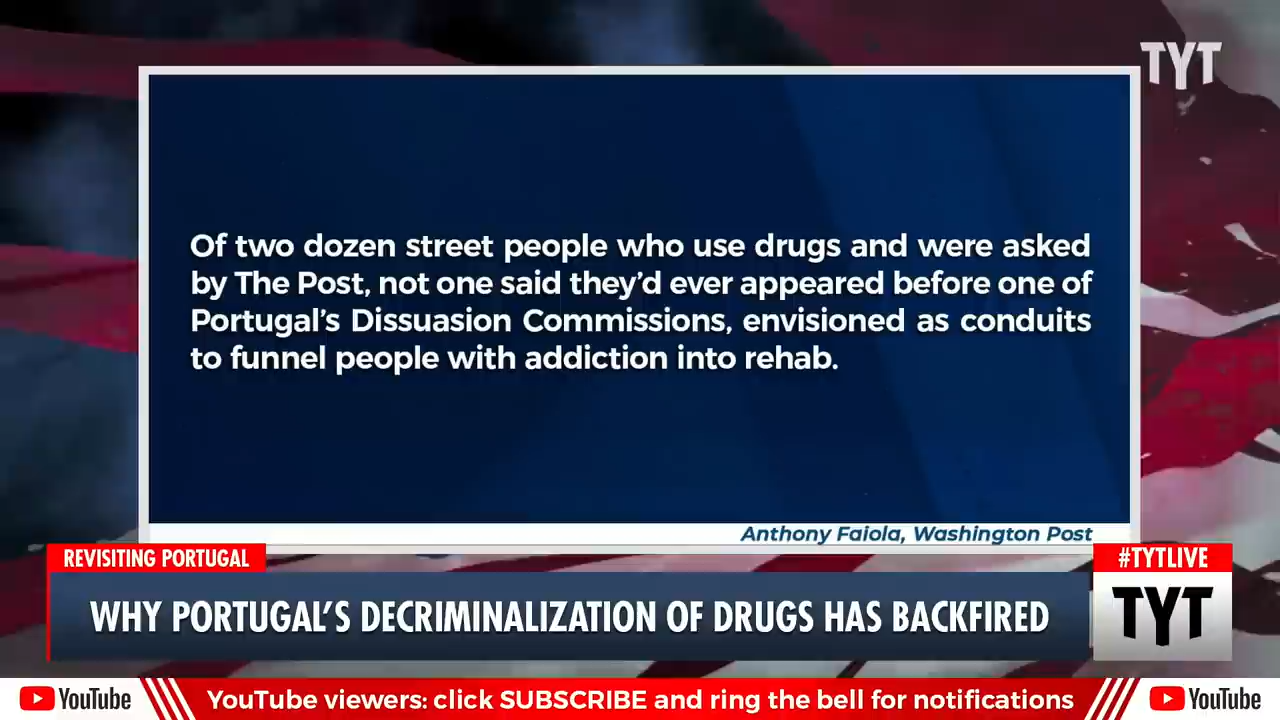 TYT
Of two dozen street people who use drugs and were asked
by The Post, not one said they’d ever appeared before one of
Portugal’s Dissuasion Commissions, envisioned as conduits
to funnel people with addiction into rehab.
Anthony Faiola, Washington Post
REVISITING PORTUGAL
#TYTLIVE
WHY PORTUGAL’S DECRIMINALIZATION OF DRUGS HAS BACKFIRED
TYT
YouTube
YouTube viewers: click SUBSCRIBE and ring the bell for notifications
YouTube